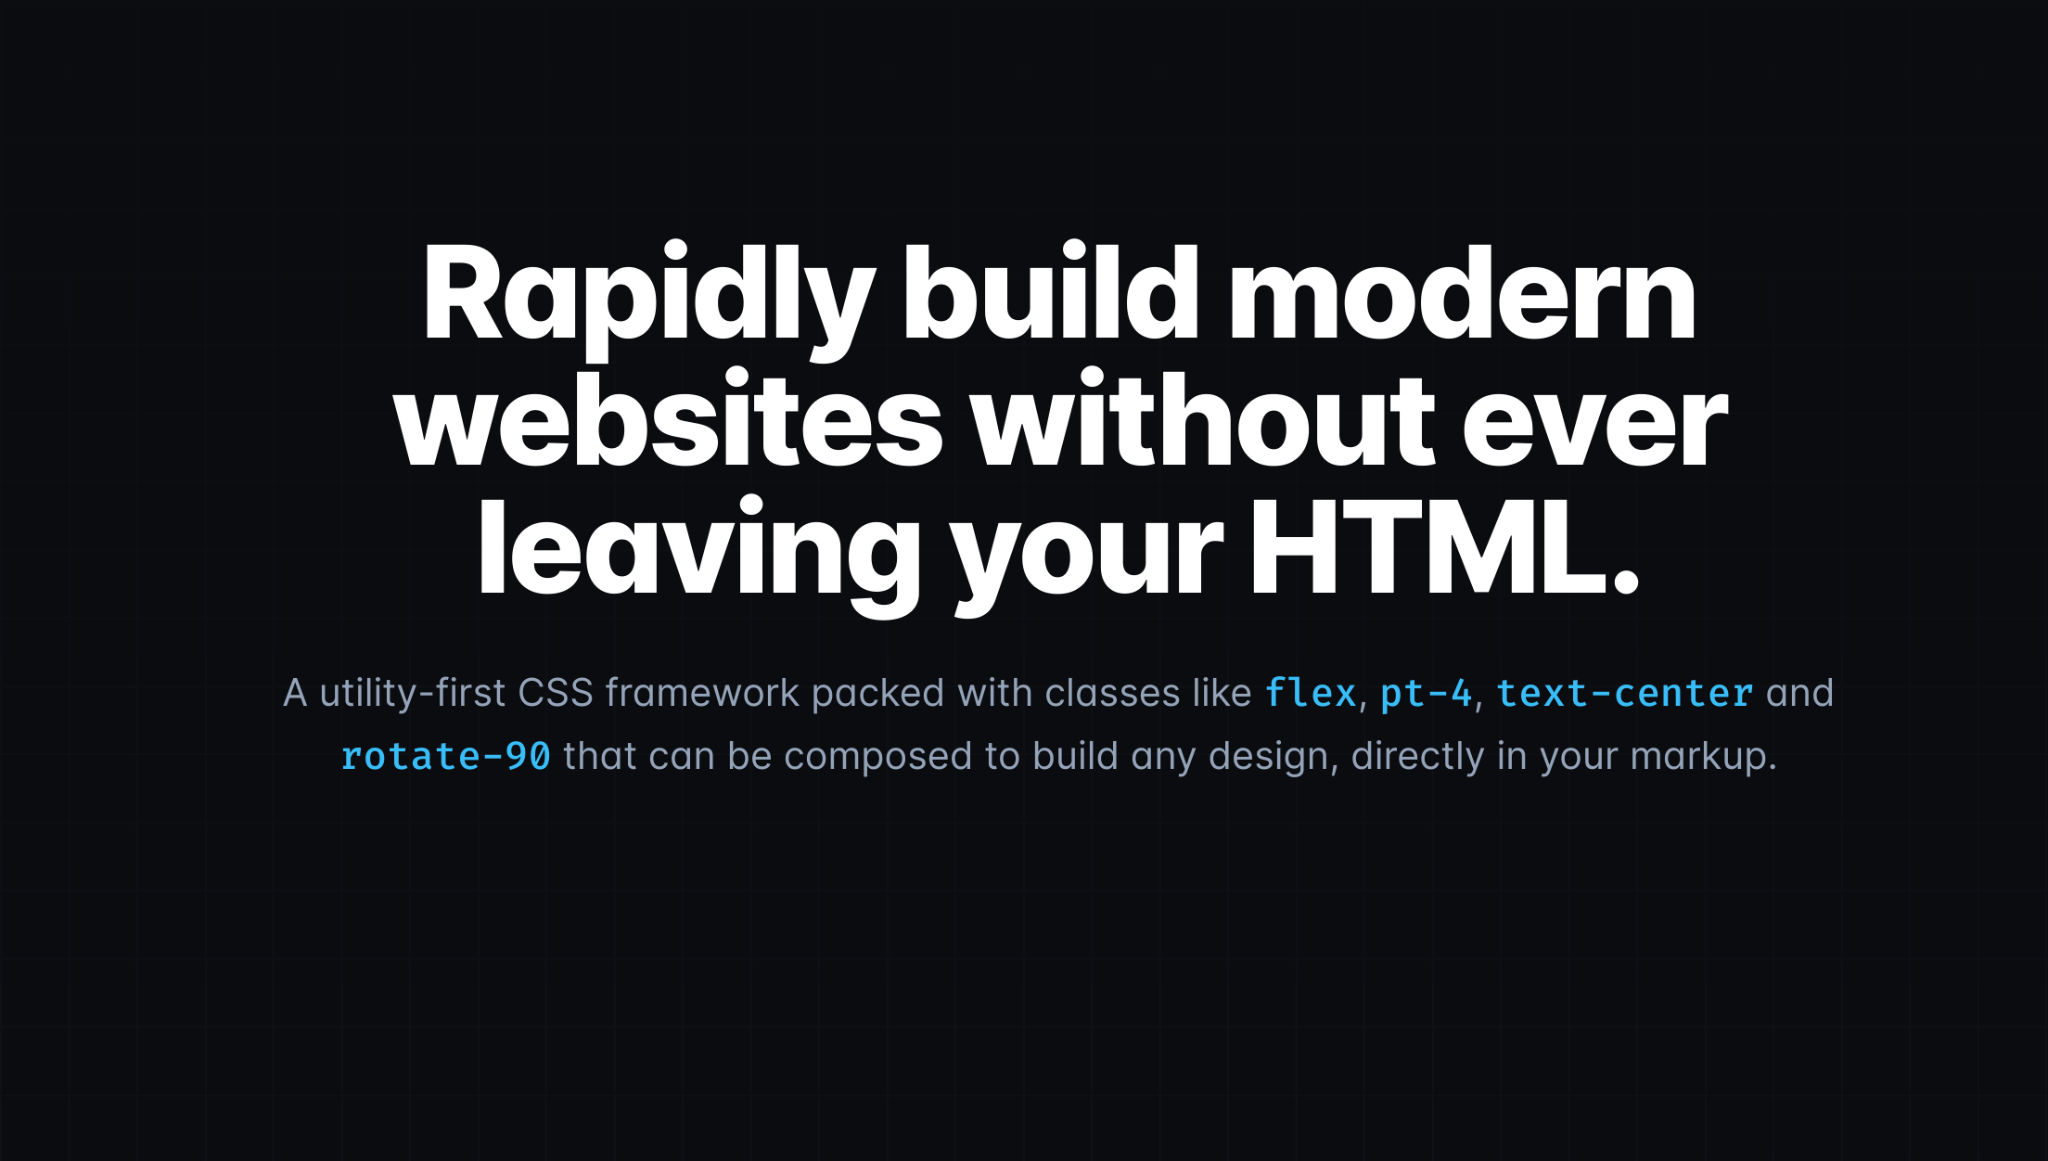 Rapidly build modern
websites without ever
leaving your HTML.
A utility-first CSS framework packed with classes like flex, pt-4, text-center and
rotate-90 that can be composed to build any design, directly in your markup.